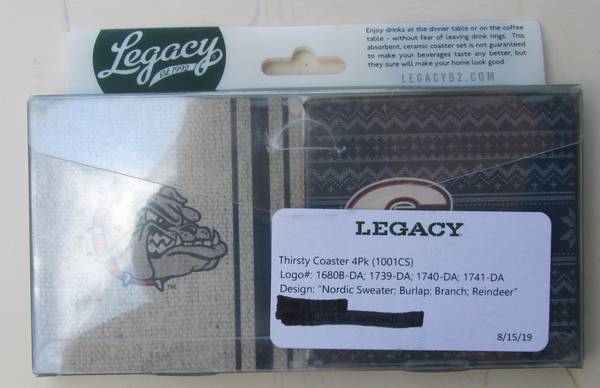 Legacy
Est 1992
Enjoy drinks at the dinner table or on the coffee
table - without fear of leaving drink rings. This
absorbent, ceramic coaster set is not guaranteed
to make your beverages taste any better, but
they sure will make your home look good.
LEGACY92.COM
TM
LEGACY
Thirsty Coaster 4Pk (1001CS)
Logo#: 1680B-DA; 1739-DA; 1740-DA; 1741-DA
Design: "Nordic Sweater; Burlap; Branch; Reindeer"
8/15/19